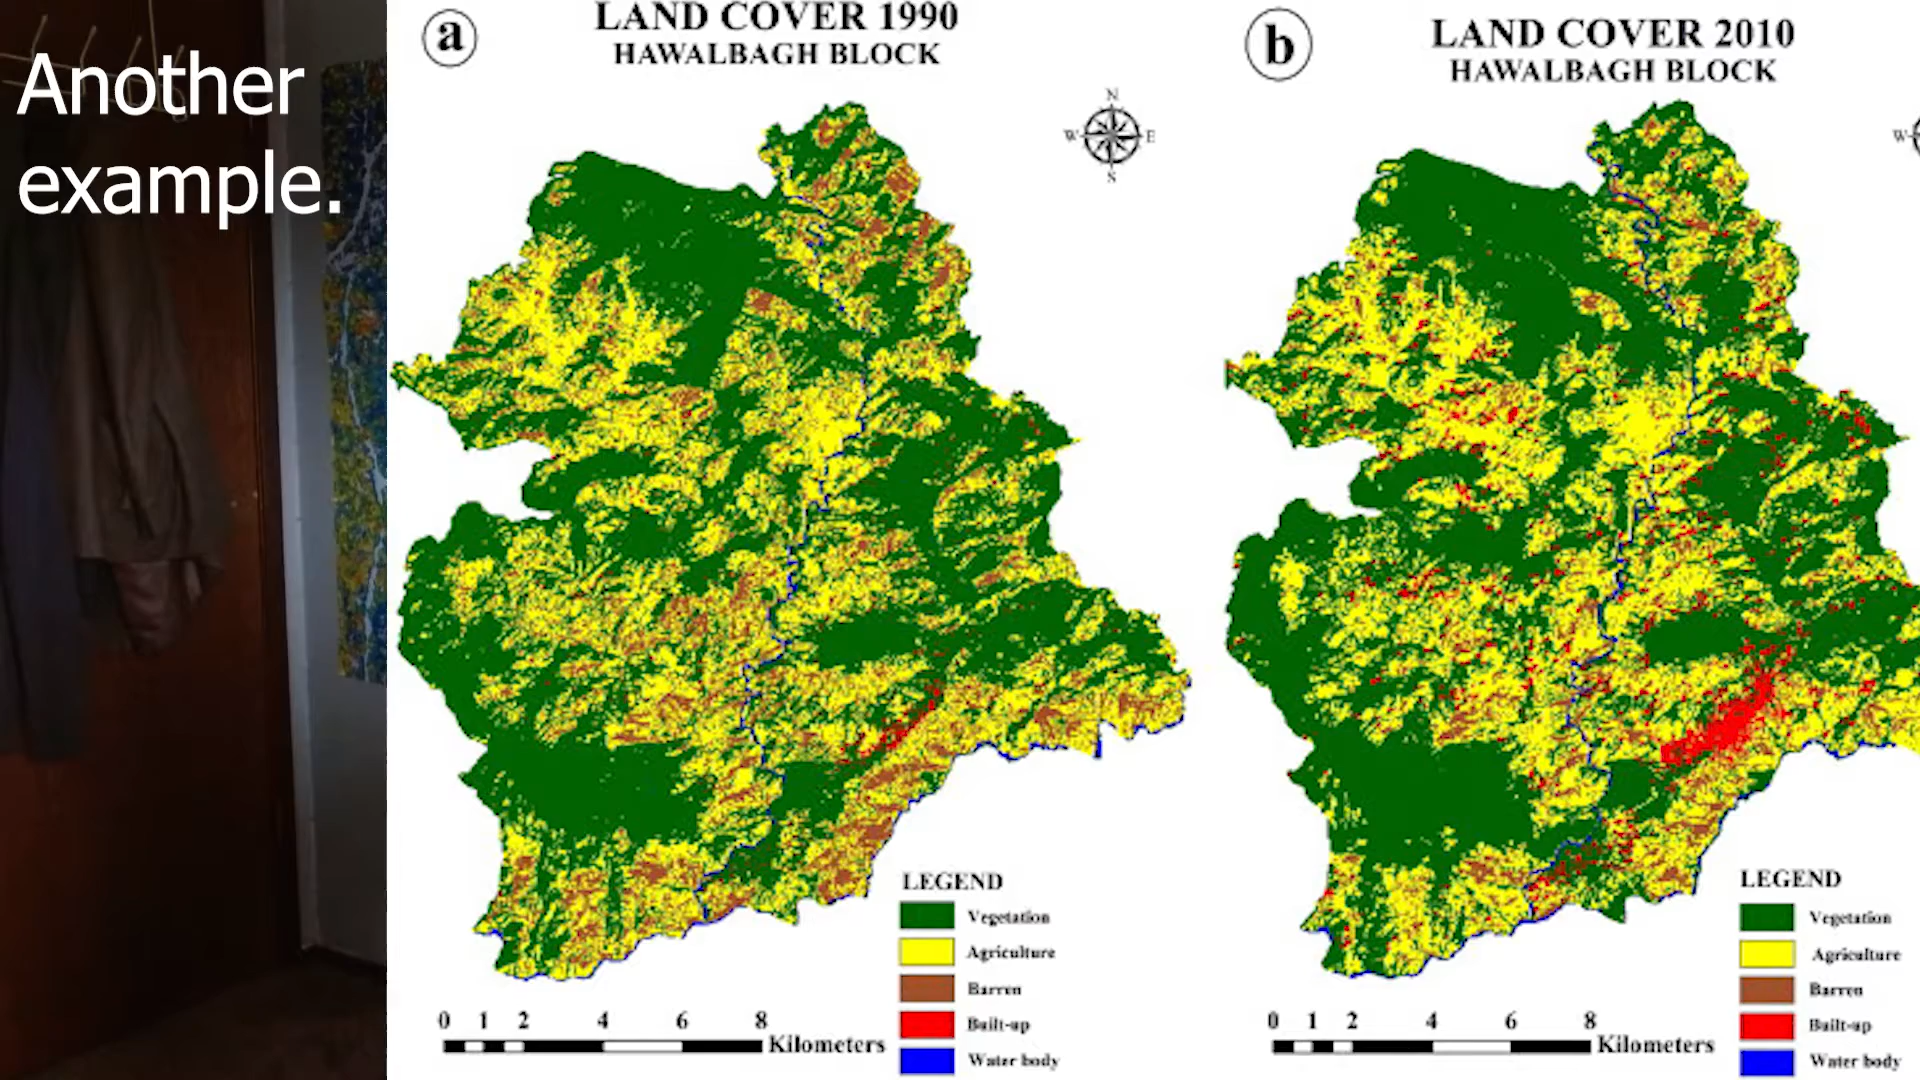 Another
example.
a
LAND COVER 1990
HAWALBAGH BLOCK
N
W E
S
LEGEND
Vegetation
Agriculture
Barren
Built-up
Water body
0 1 2 4 6 8
Kilometers
b
LAND COVER 2010
HAWALBAGH BLOCK
W
LEGEND
Vegetation
Agriculture
Barren
Built-up
Water body
0 1 2 4 6 8
Kilometers